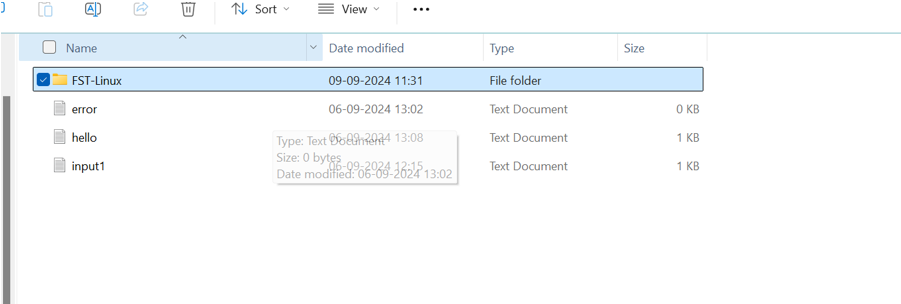 Sort View
Name Date modified Type Size
FST-Linux 09-09-2024 11:31 File folder
error 06-09-2024 13:02 Text Document 0 KB
hello 06-09-2024 13:08 Text Document 1 KB
Type: Text Document
Size: 0 bytes
input1 06-09-2024 12:15 Text Document 1 KB
Date modified: 06-09-2024 13:02